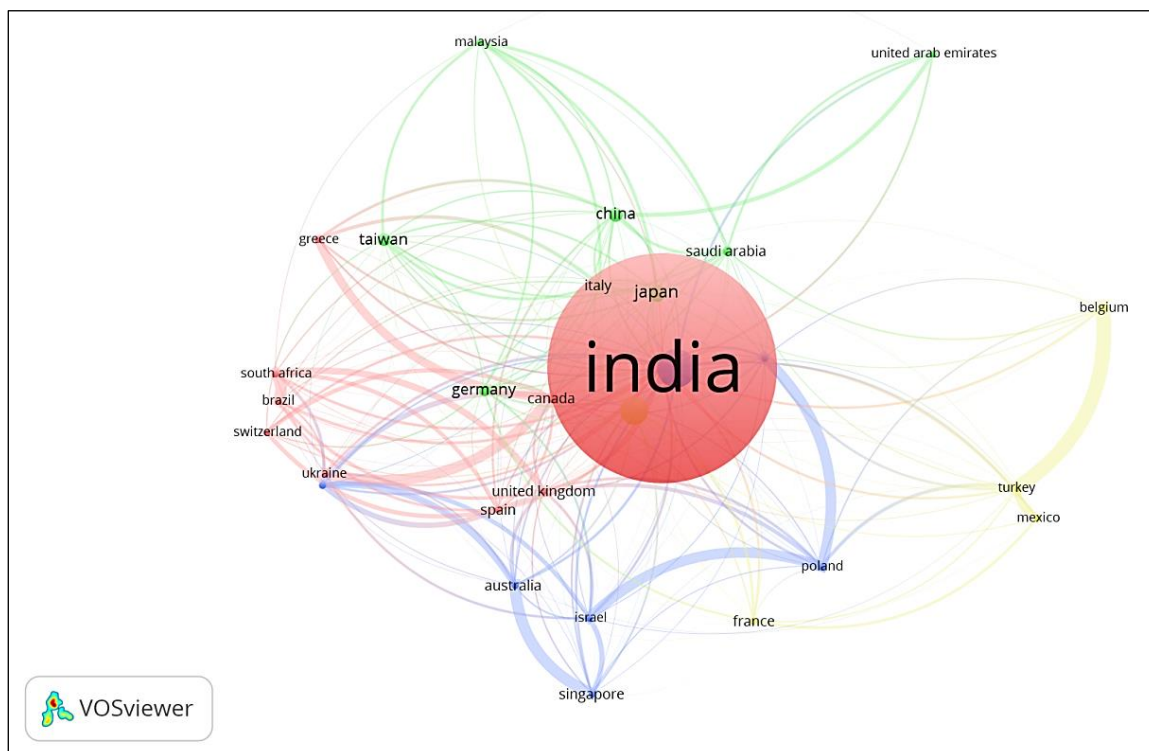 malaysia
united arab emirates
china
greece
taiwan
saudi arabia
italy
japan
belgium
india
south africa
germany
canada
brazil
switzerland
ukraine
united kingdom
turkey
spain
mexico
poland
australia
israel
france
singapore
VOSviewer